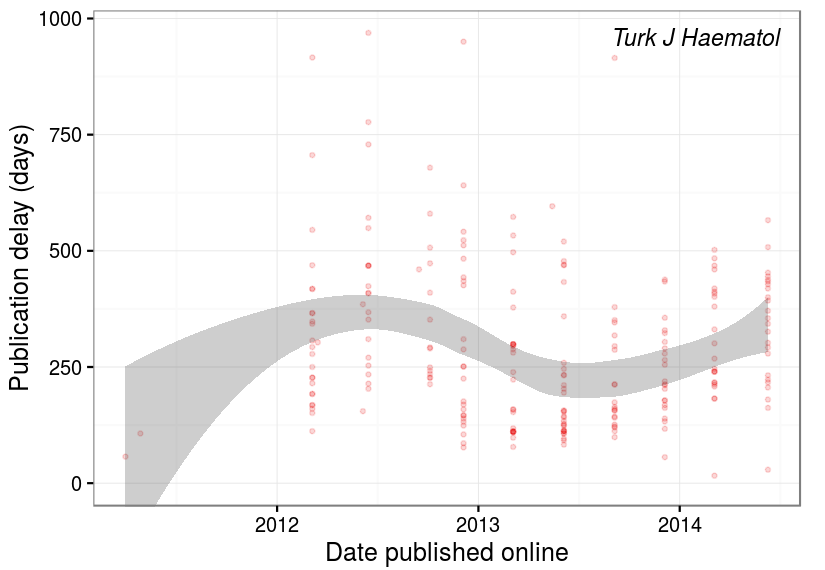 Turk J Haematol
1000
750
500
250
0
Publication delay (days)
2012 2013 2014
Date published online